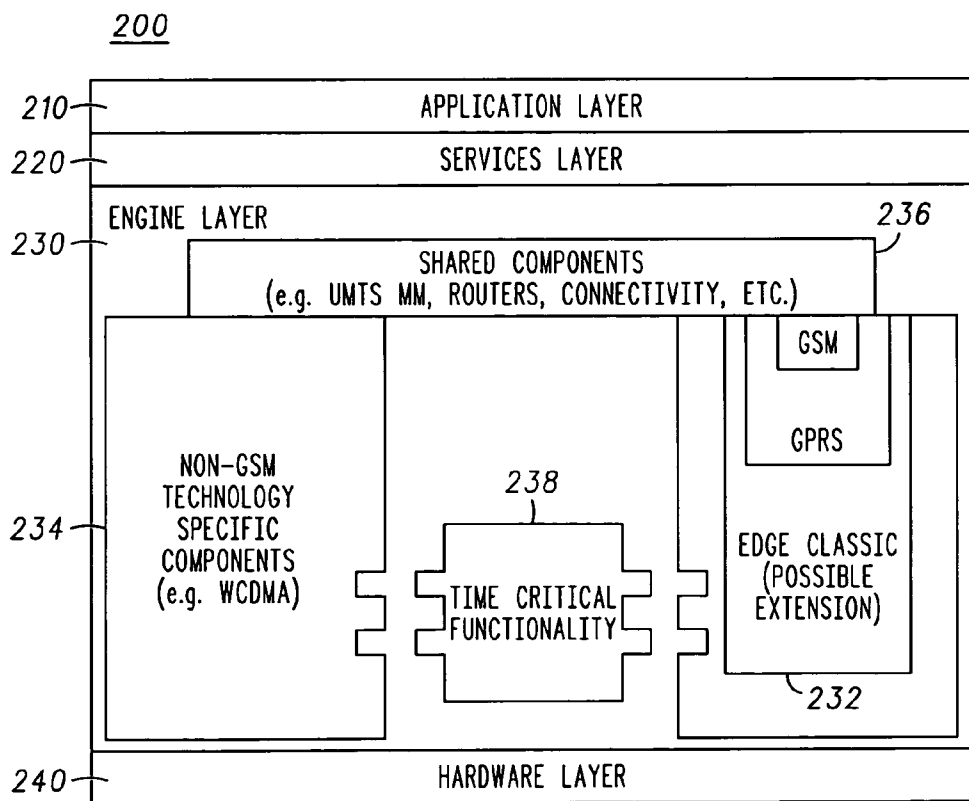 200
210
APPLICATION LAYER
220
SERVICES LAYER
ENGINE LAYER
230
236
SHARED COMPONENTS
(e.g. UMTS MM, ROUTERS, CONNECTIVITY, ETC.)
GSM
GPRS
234
NON-GSM
TECHNOLOGY
SPECIFIC
COMPONENTS
(e.g. WCDMA)
238
TIME CRITICAL
FUNCTIONALITY
EDGE CLASSIC
(POSSIBLE
EXTENSION)
232
240
HARDWARE LAYER